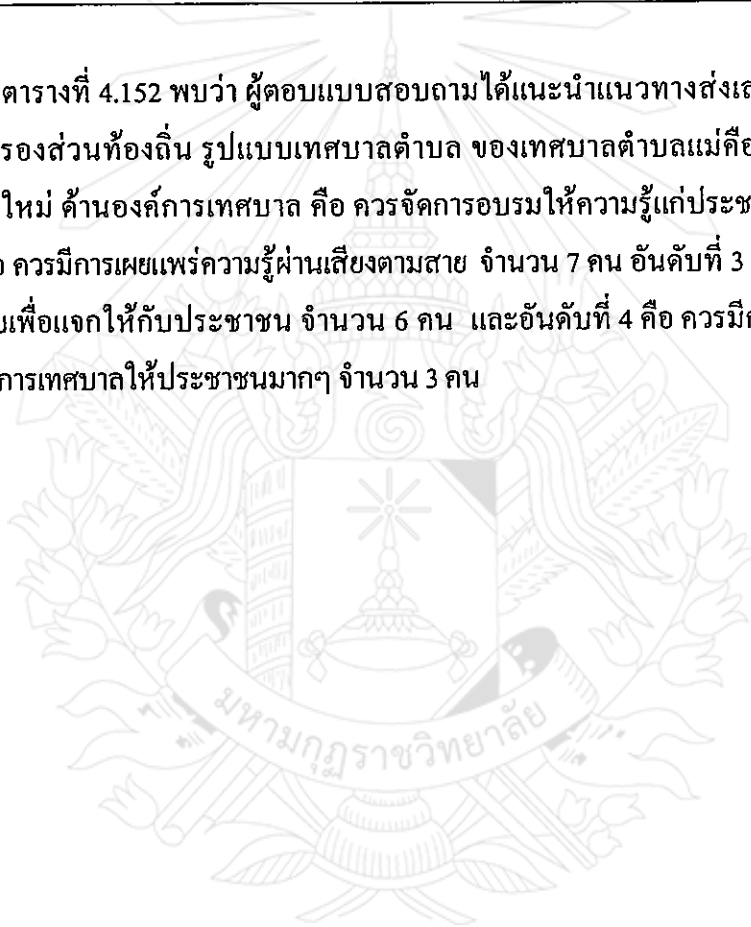 ตารางที่ 4.152 พบว่า ผู้ตอบแบบสอบถามได้แนะนำแนวทางส่งเส
รองส่วนท้องถิ่น รูปแบบเทศบาลตำบล ของเทศบาลตำบลแม่คือ
ใหม่ ด้านองค์การเทศบาล คือ ควรจัดการอบรมให้ความรู้แก่ประช
ควรมีการเผยแพร่ความรู้ผ่านเสียงตามสาย จำนวน 7 คน อันดับที่ 3
เพื่อแจกให้กับประชาชน จำนวน 6 คน และอันดับที่ 4 คือ ควรมีก
การเทศบาลให้ประชาชนมากๆ จำนวน 3 คน
มหามกุฏราชวิทยาลัย